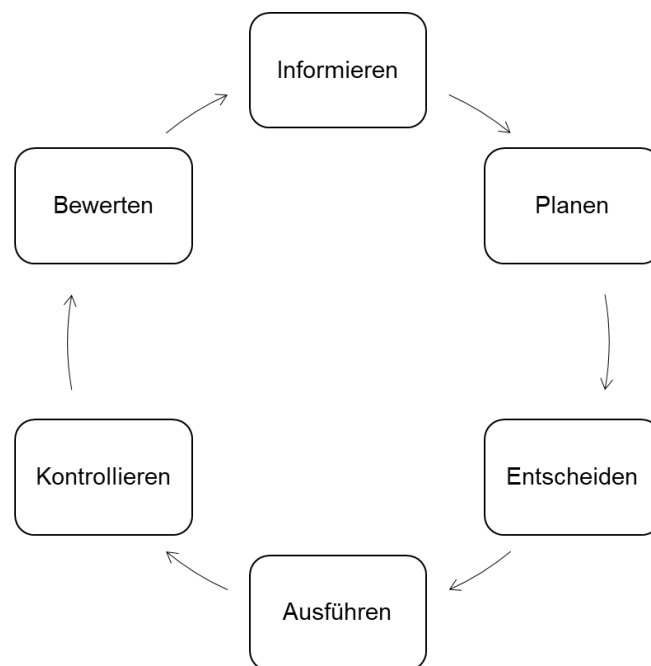 Informieren
Planen
Entscheiden
Ausführen
Kontrollieren
Bewerten